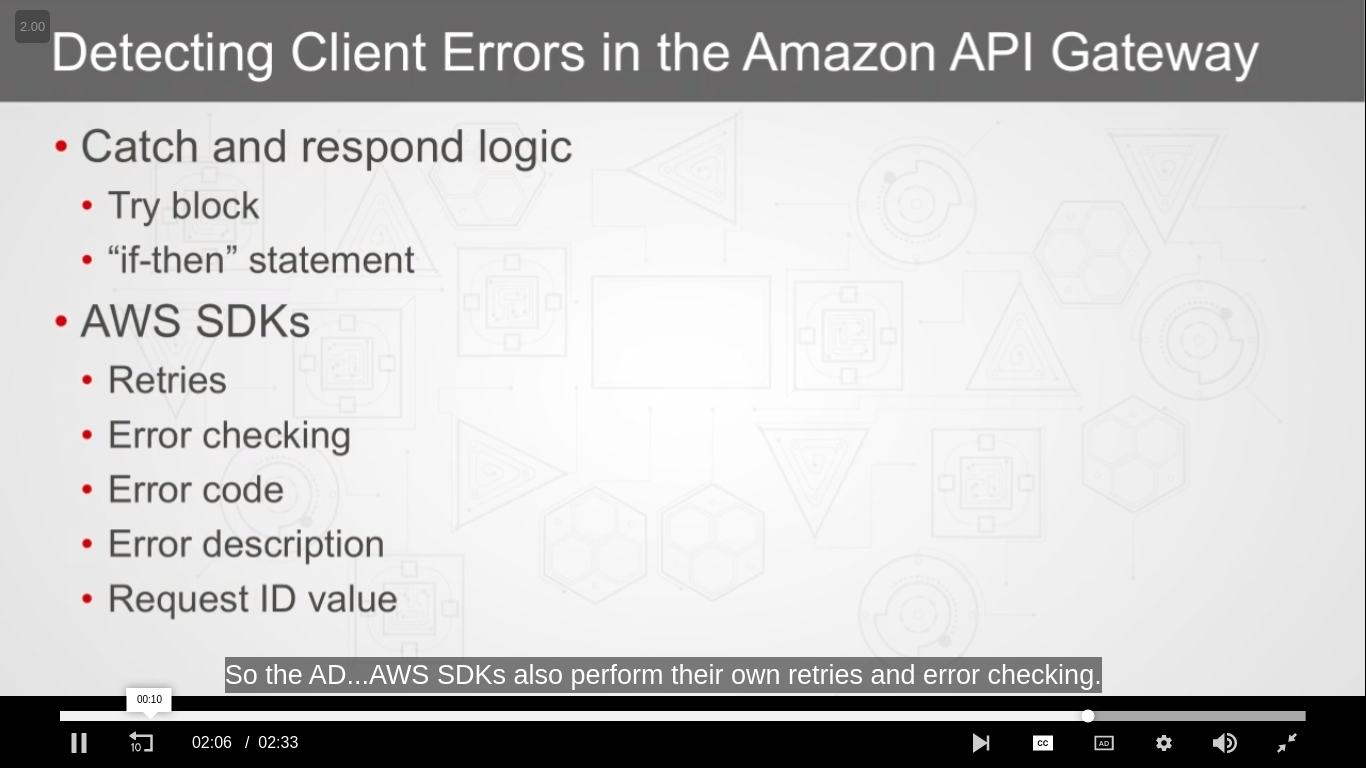 2.00
Detecting Client Errors in the Amazon API Gateway
• Catch and respond logic
• Try block
• “if-then” statement
• AWS SDKs
• Retries
• Error checking
• Error code
• Error description
• Request ID value
So the AD...AWS SDKs also perform their own retries and error checking.
00:10
10
02:06 / 02:33
CC
AD